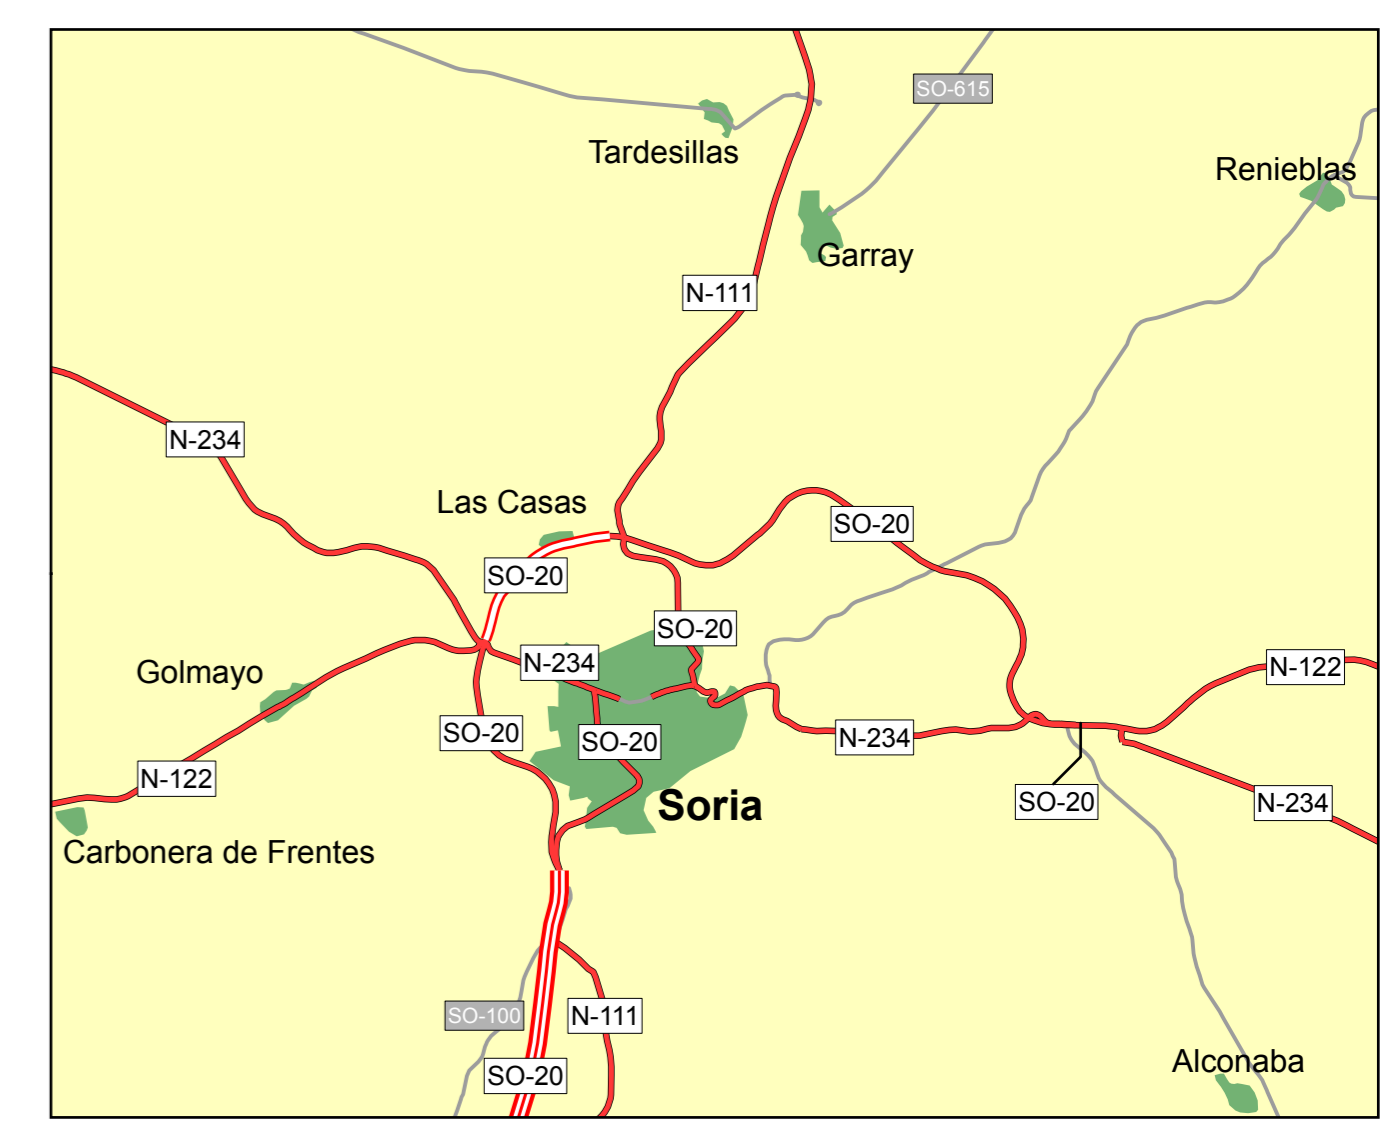 SO-615
Tardesillas
Renieblas
Garray
N-111
N-234
Las Casas
SO-20
SO-20
SO-20
N-234
N-122
Golmayo
SO-20
SO-20
N-234
N-122
SO-20
N-234
Soria
Carbonera de Frentes
SO-100
N-111
Alconaba
SO-20